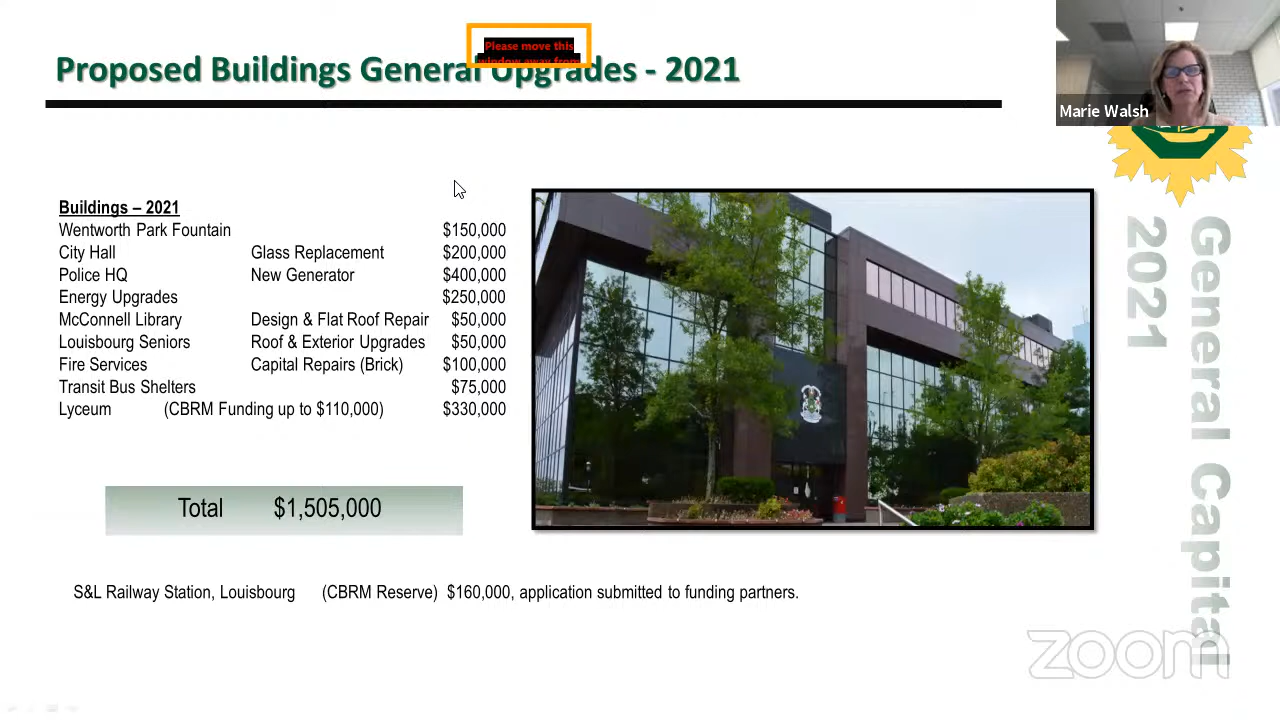 Please move this
window away from
Proposed Buildings General Upgrades - 2021
Marie Walsh
Buildings – 2021
Wentworth Park Fountain $150,000
City Hall Glass Replacement $200,000
Police HQ New Generator $400,000
Energy Upgrades $250,000
McConnell Library Design & Flat Roof Repair $50,000
Louisbourg Seniors Roof & Exterior Upgrades $50,000
Fire Services Capital Repairs (Brick) $100,000
Transit Bus Shelters $75,000
Lyceum (CBRM Funding up to $110,000) $330,000
Total $1,505,000
S&L Railway Station, Louisbourg (CBRM Reserve) $160,000, application submitted to funding partners.
General Capital
2021
zoom